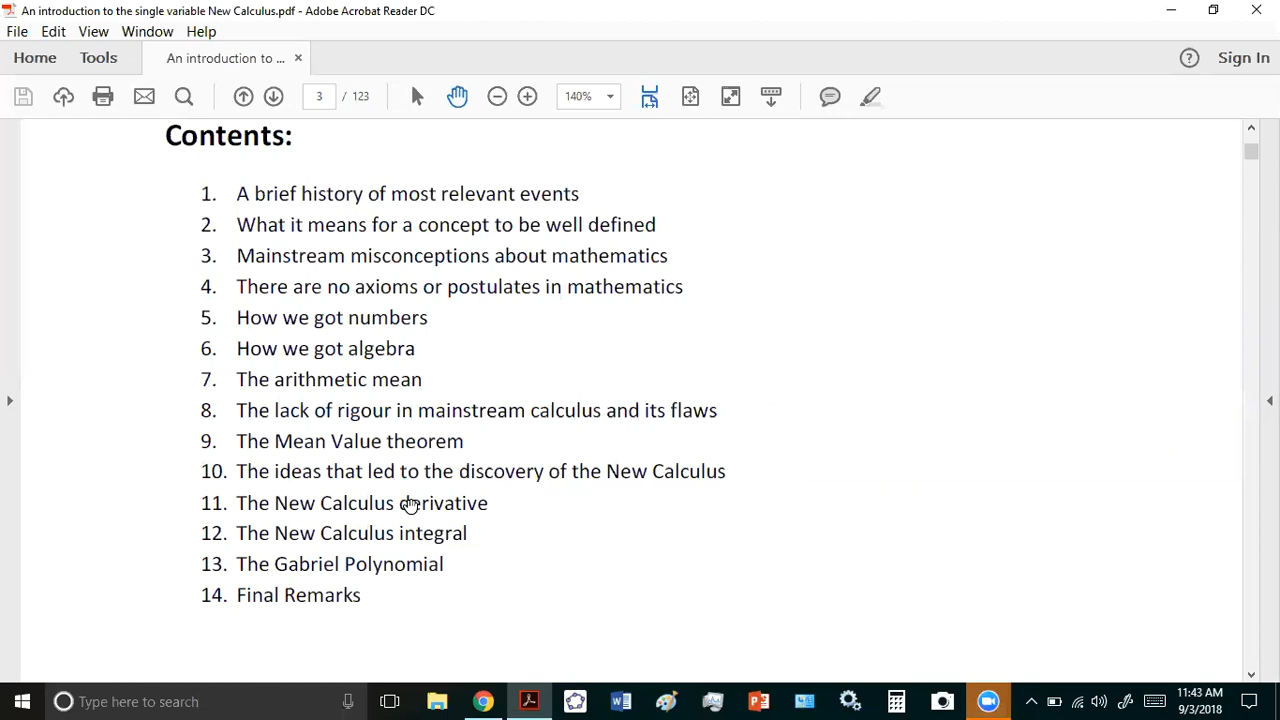 An introduction to the single variable New Calculus.pdf - Adobe Acrobat Reader DC
File Edit View Window Help
Home Tools An introduction to ... × ? Sign In
3 / 123 140%
Contents:
1. A brief history of most relevant events
2. What it means for a concept to be well defined
3. Mainstream misconceptions about mathematics
4. There are no axioms or postulates in mathematics
5. How we got numbers
6. How we got algebra
7. The arithmetic mean
8. The lack of rigour in mainstream calculus and its flaws
9. The Mean Value theorem
10. The ideas that led to the discovery of the New Calculus
11. The New Calculus derivative
12. The New Calculus integral
13. The Gabriel Polynomial
14. Final Remarks
Type here to search
11:43 AM
9/3/2018